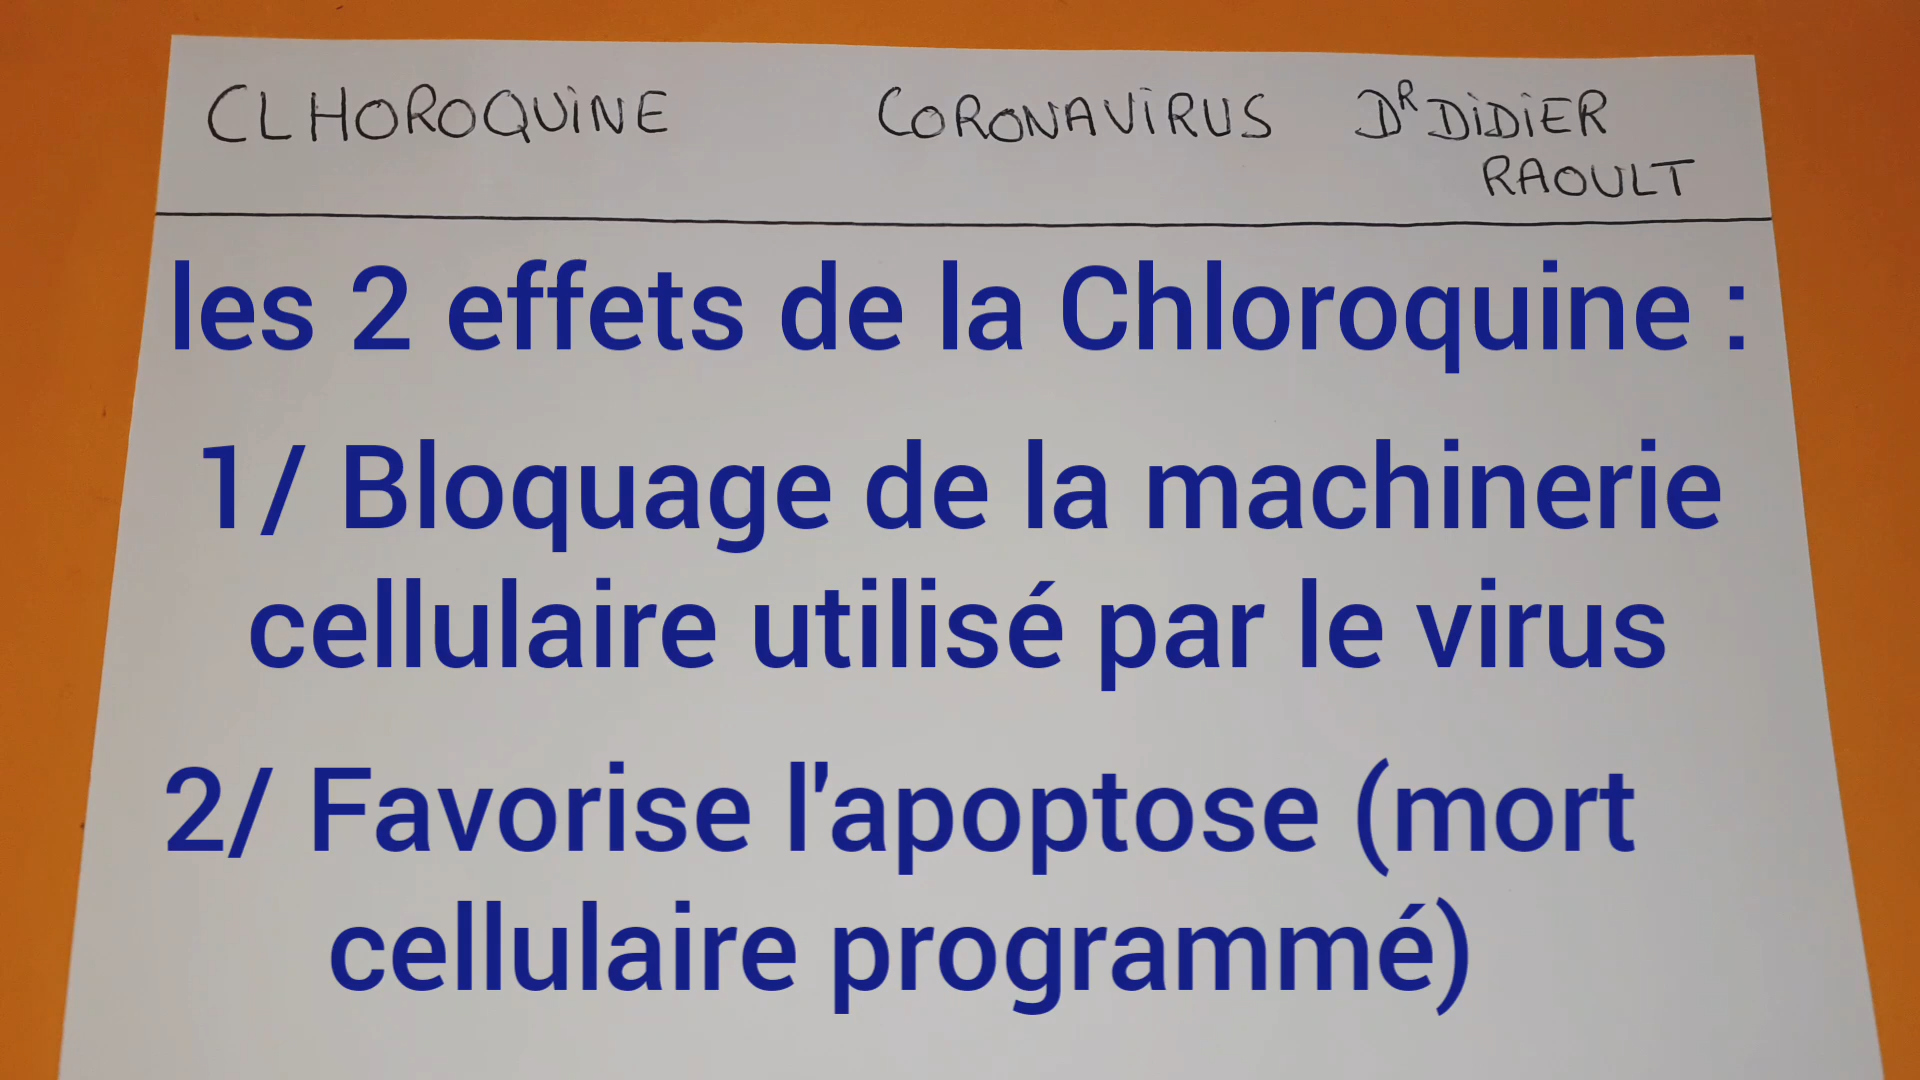 CLHOROQUINE CORONAVIRUS DR DIDIER
RAOULT
les 2 effets de la Chloroquine :
1/ Bloquage de la machinerie
cellulaire utilisé par le virus
2/ Favorise l'apoptose (mort
cellulaire programmé)